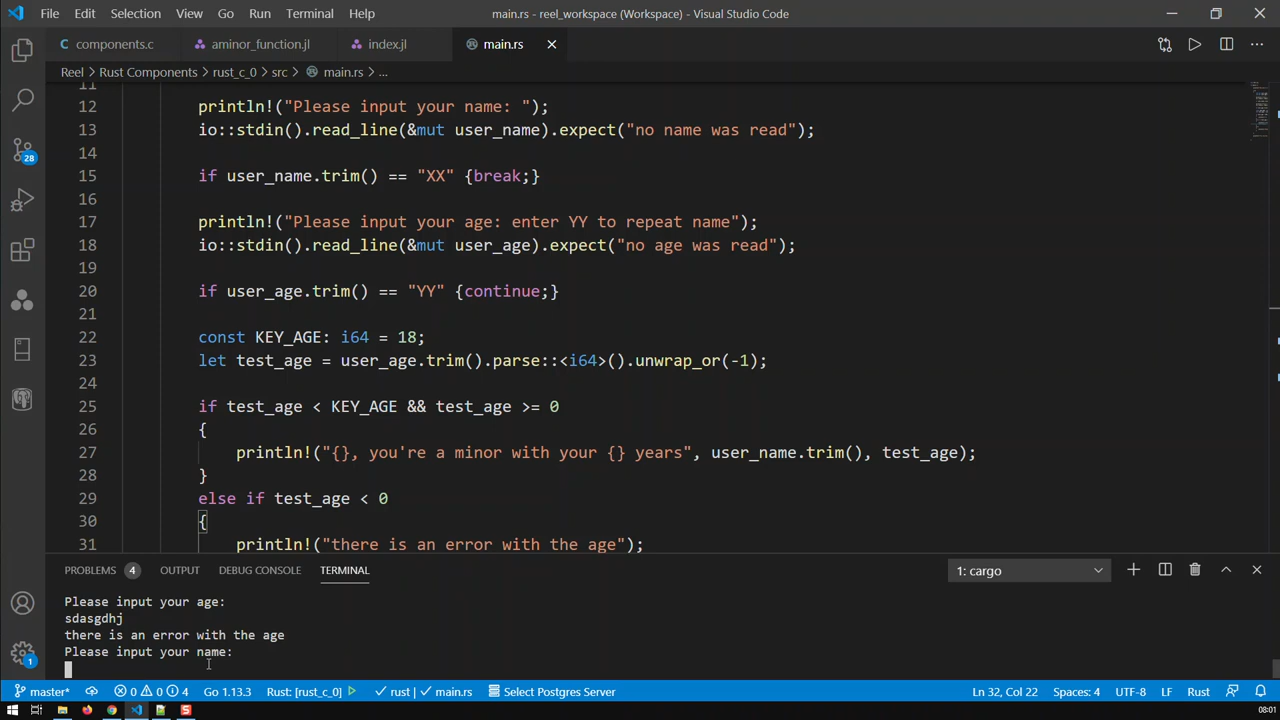 File Edit Selection View Go Run Terminal Help main.rs - reel_workspace (Workspace) - Visual Studio Code
C components.c aminor_function.jl index.jl main.rs
Reel > Rust Components > rust_c_0 > src > main.rs > ...
11
12 println!("Please input your name: ");
13 io::stdin().read_line(&mut user_name).expect("no name was read");
14
15 if user_name.trim() == "XX" {break;}
16
17 println!("Please input your age: enter YY to repeat name");
18 io::stdin().read_line(&mut user_age).expect("no age was read");
19
20 if user_age.trim() == "YY" {continue;}
21
22 const KEY_AGE: i64 = 18;
23 let test_age = user_age.trim().parse::<i64>().unwrap_or(-1);
24
25 if test_age < KEY_AGE && test_age >= 0
26 {
27 println!("{}, you're a minor with your {} years", user_name.trim(), test_age);
28 }
29 else if test_age < 0
30 {
31 println!("there is an error with the age");
PROBLEMS 4 OUTPUT DEBUG CONSOLE TERMINAL 1: cargo
Please input your age:
sdasgdhj
there is an error with the age
Please input your name:
28
1
master* 0 0 4 Go 1.13.3 Rust: [rust_c_0] rust | main.rs Select Postgres Server Ln 32, Col 22 Spaces: 4 UTF-8 LF Rust
08:01